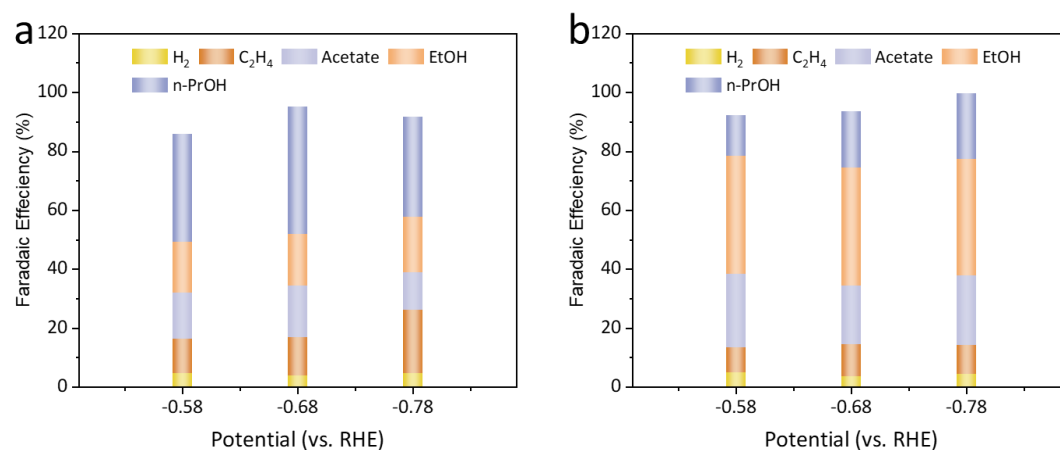 a
120
100
80
60
40
20
0
Faradaic Effeciency (%)
H₂ C₂H₄ Acetate EtOH
n-PrOH
-0.58 -0.68 -0.78
Potential (vs. RHE)
b
120
100
80
60
40
20
0
Faradaic Effeciency (%)
H₂ C₂H₄ Acetate EtOH
n-PrOH
-0.58 -0.68 -0.78
Potential (vs. RHE)